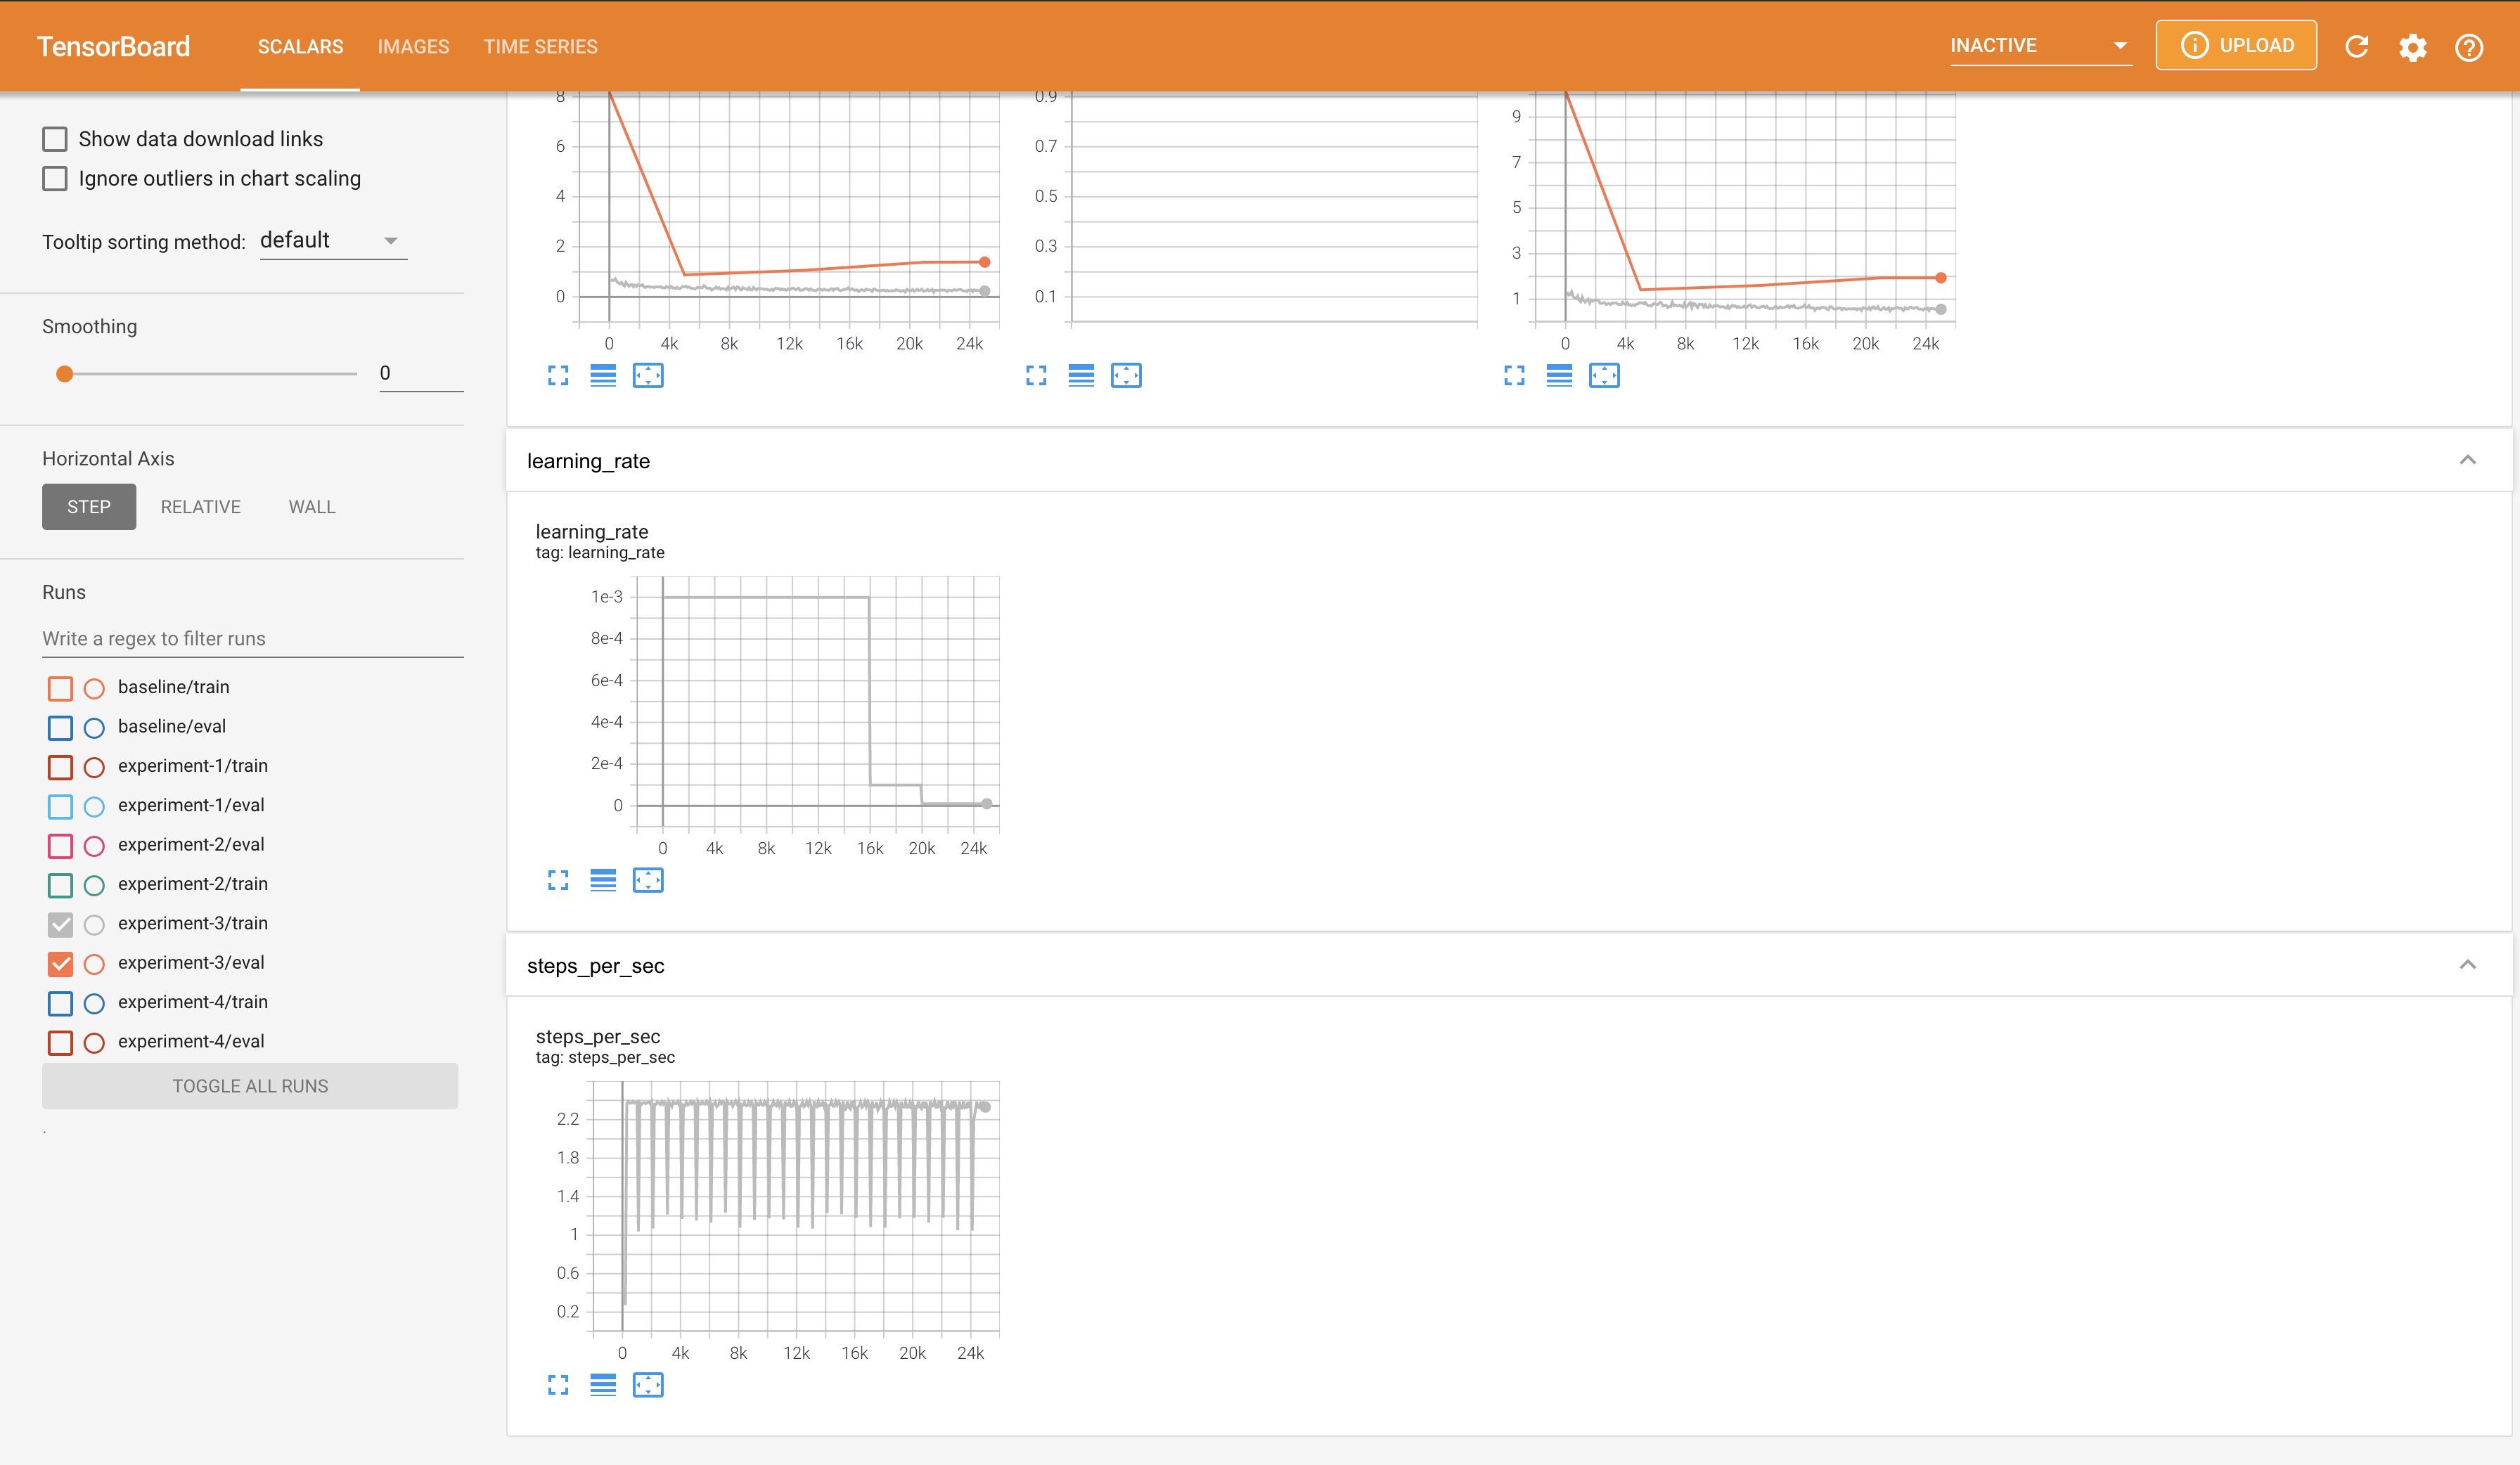 TensorBoard
SCALARS
IMAGES
TIME SERIES
INACTIVE
UPLOAD
Show data download links
Ignore outliers in chart scaling
Tooltip sorting method: default
Smoothing
0
Horizontal Axis
STEP
RELATIVE
WALL
Runs
Write a regex to filter runs
baseline/train
baseline/eval
experiment-1/train
experiment-1/eval
experiment-2/eval
experiment-2/train
experiment-3/train
experiment-3/eval
experiment-4/train
experiment-4/eval
TOGGLE ALL RUNS
.
8
6
4
2
0
0 4k 8k 12k 16k 20k 24k
0.9
0.7
0.5
0.3
0.1
9
7
5
3
1
0 4k 8k 12k 16k 20k 24k
learning_rate
learning_rate
tag: learning_rate
1e-3
8e-4
6e-4
4e-4
2e-4
0
0 4k 8k 12k 16k 20k 24k
steps_per_sec
steps_per_sec
tag: steps_per_sec
2.2
1.8
1.4
1
0.6
0.2
0 4k 8k 12k 16k 20k 24k